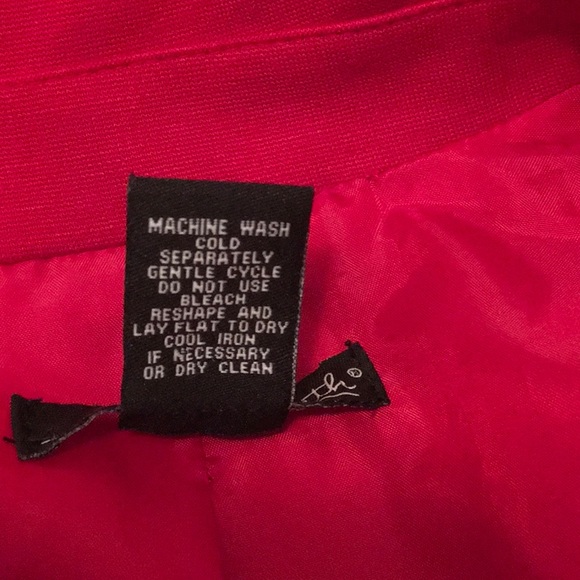 MACHINE WASH
COLD
SEPARATELY
GENTLE CYCLE
DO NOT USE
BLEACH
RESHAPE AND
LAY FLAT TO DRY
COOL IRON
IF NECESSARY
OR DRY CLEAN